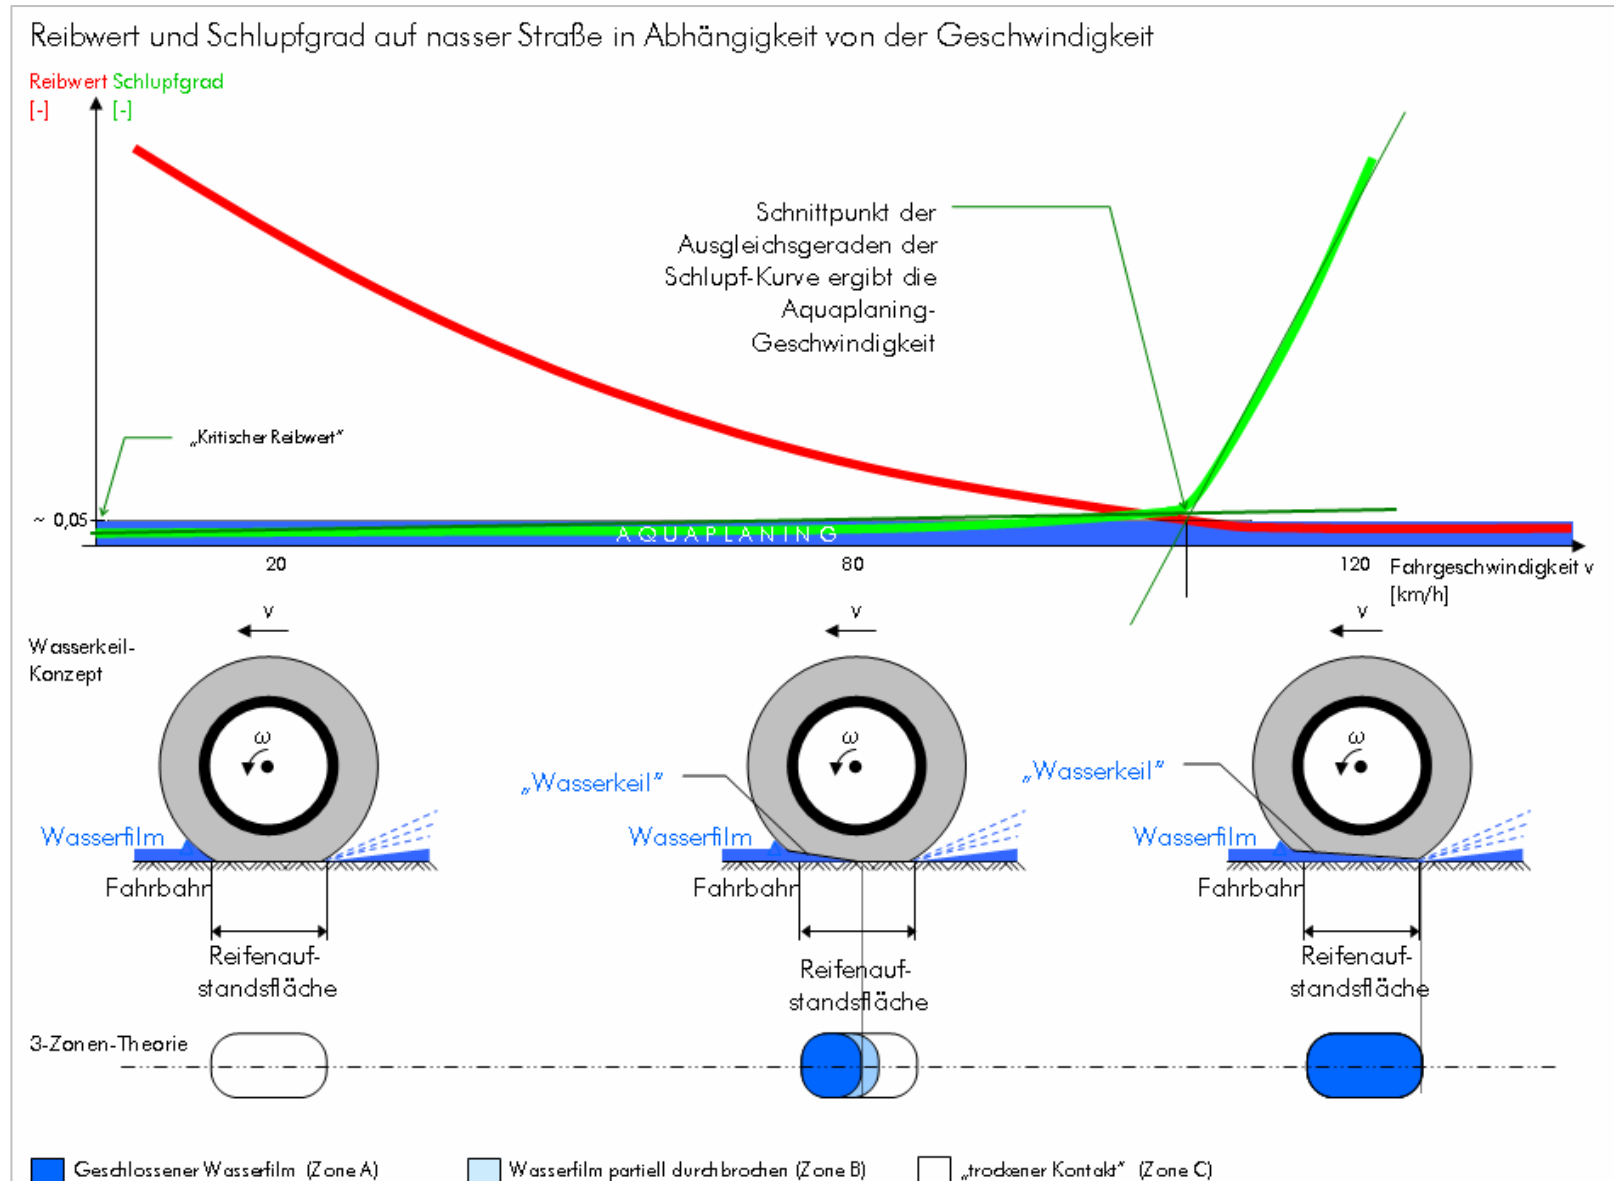 Reibwert und Schlupfgrad auf nasser Straße in Abhängigkeit von der Geschwindigkeit
Reibwert Schlupfgrad
[-] [-]
Schnittpunkt der
Ausgleichsgeraden der
Schlupf-Kurve ergibt die
Aquaplaning-
Geschwindigkeit
„Kritischer Reibwert“
~ 0,05
AQUAPLANING
20 80 120 Fahrgeschwindigkeit v
[km/h]
v v v
Wasserkeil-
Konzept
ω ω ω
„Wasserkeil“ „Wasserkeil“
Wasserfilm Wasserfilm Wasserfilm
Fahrbahn Fahrbahn Fahrbahn
Reifenauf-
standsfläche
Reifenauf-
standsfläche
Reifenauf-
standsfläche
3-Zonen-Theorie
Geschlossener Wasserfilm (Zone A) Wasserfilm partiell durchbrochen (Zone B) „trockener Kontakt“ (Zone C)